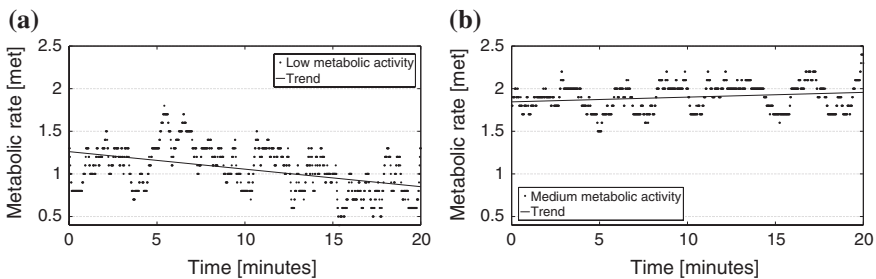 (a)
Metabolic rate [met]
2.5
2
1.5
1
0.5
0
5
10
15
20
Time [minutes]
Low metabolic activity
Trend
(b)
Metabolic rate [met]
2.5
2
1.5
1
0.5
0
5
10
15
20
Time [minutes]
Medium metabolic activity
Trend